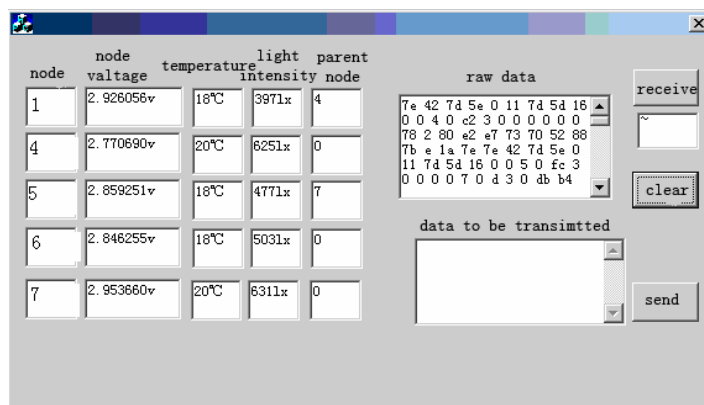 node
node
valtage
temperature
light
intensity
parent
node
raw data
receive
1
2.926056v
18℃
397lx
4
7e 42 7d 5e 0 11 7d 5d 16
0 0 4 0 c2 3 0 0 0 0 0 0
78 2 80 e2 e7 73 70 52 88
7b e 1a 7e 7e 42 7d 5e 0
11 7d 5d 16 0 0 5 0 fc 3
0 0 0 0 7 0 d 3 0 db b4
~
4
2.770690v
20℃
625lx
0
5
2.859251v
18℃
477lx
7
clear
data to be transimtted
6
2.846255v
18℃
503lx
0
7
2.953660v
20℃
631lx
0
send